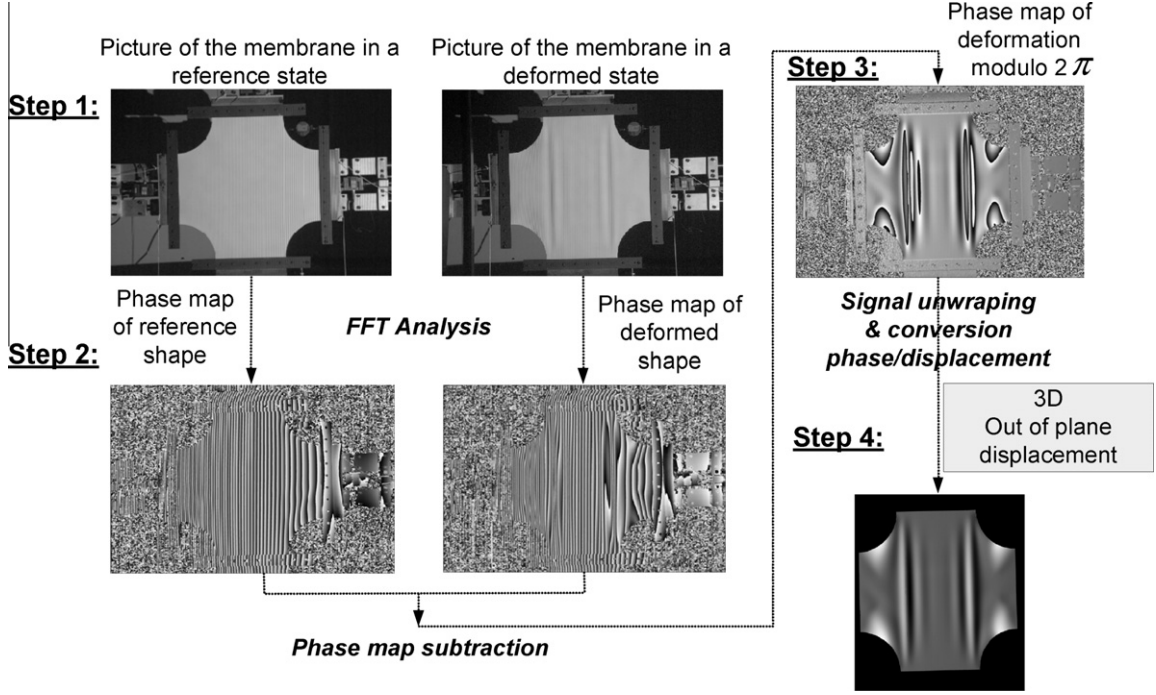 Step 1:
Picture of the membrane in a
reference state
Picture of the membrane in a
deformed state
Step 2:
Phase map
of reference
shape
FFT Analysis
Phase map of
deformed
shape
Phase map subtraction
Step 3:
Phase map of
deformation
modulo 2 π
Signal unwraping
& conversion
phase/displacement
Step 4:
3D
Out of plane
displacement